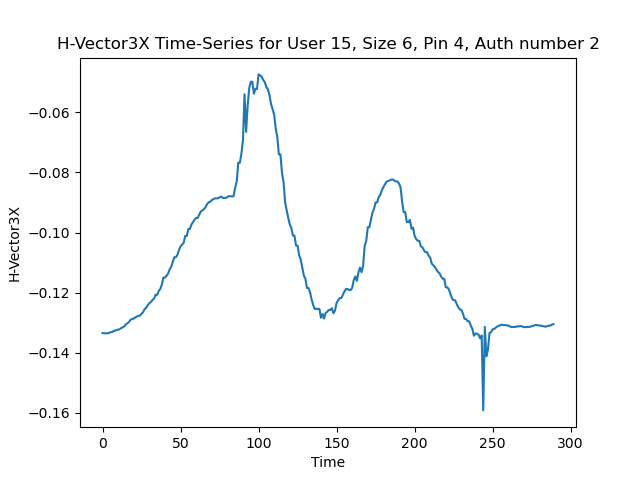 H-Vector3X Time-Series for User 15, Size 6, Pin 4, Auth number 2
−0.06
−0.08
−0.10
−0.12
−0.14
−0.16
H-Vector3X
0 50 100 150 200 250 300
Time